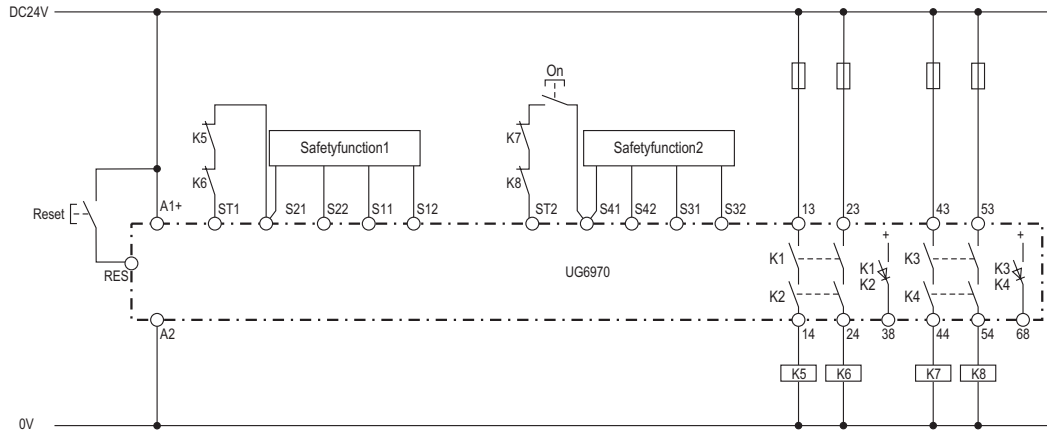 DC24V
On
K5
Safetyfunction1
K7
Safetyfunction2
K6
K8
Reset
A1+
ST1
S21
S22
S11
S12
ST2
S41
S42
S31
S32
13
23
43
53
RES
UG6970
K1
K2
K1
K2
+
K3
K4
K3
K4
+
A2
14
24
38
44
54
68
K5
K6
K7
K8
0V